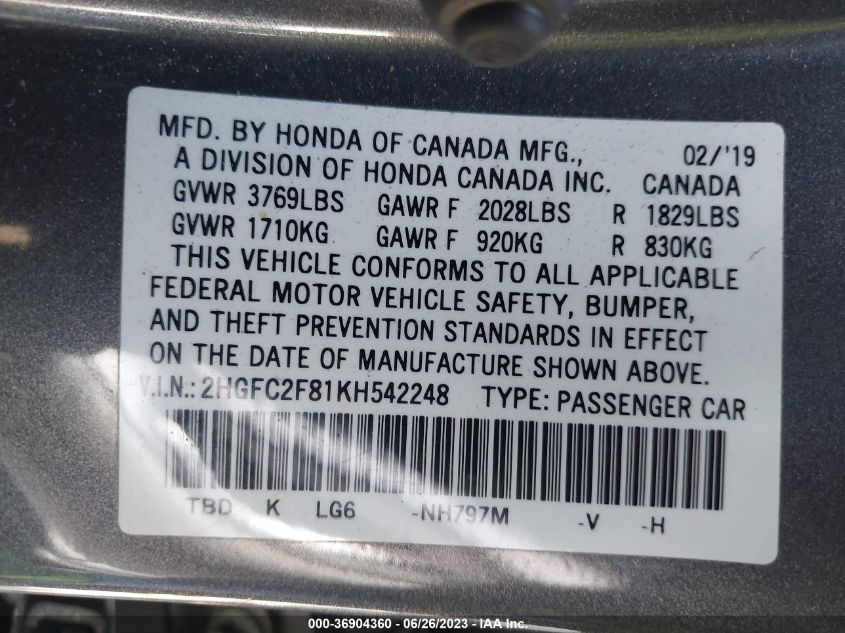 MFD. BY HONDA OF CANADA MFG., 02/'19
A DIVISION OF HONDA CANADA INC. CANADA
GVWR 3769LBS GAWR F 2028LBS R 1829LBS
GVWR 1710KG GAWR F 920KG R 830KG
THIS VEHICLE CONFORMS TO ALL APPLICABLE
FEDERAL MOTOR VEHICLE SAFETY, BUMPER,
AND THEFT PREVENTION STANDARDS IN EFFECT
ON THE DATE OF MANUFACTURE SHOWN ABOVE.
V.I.N.: 2HGFC2F81KH542248 TYPE: PASSENGER CAR
TBD K LG6 -NH797M -V -H
000-36904360 - 06/26/2023 - IAA Inc.